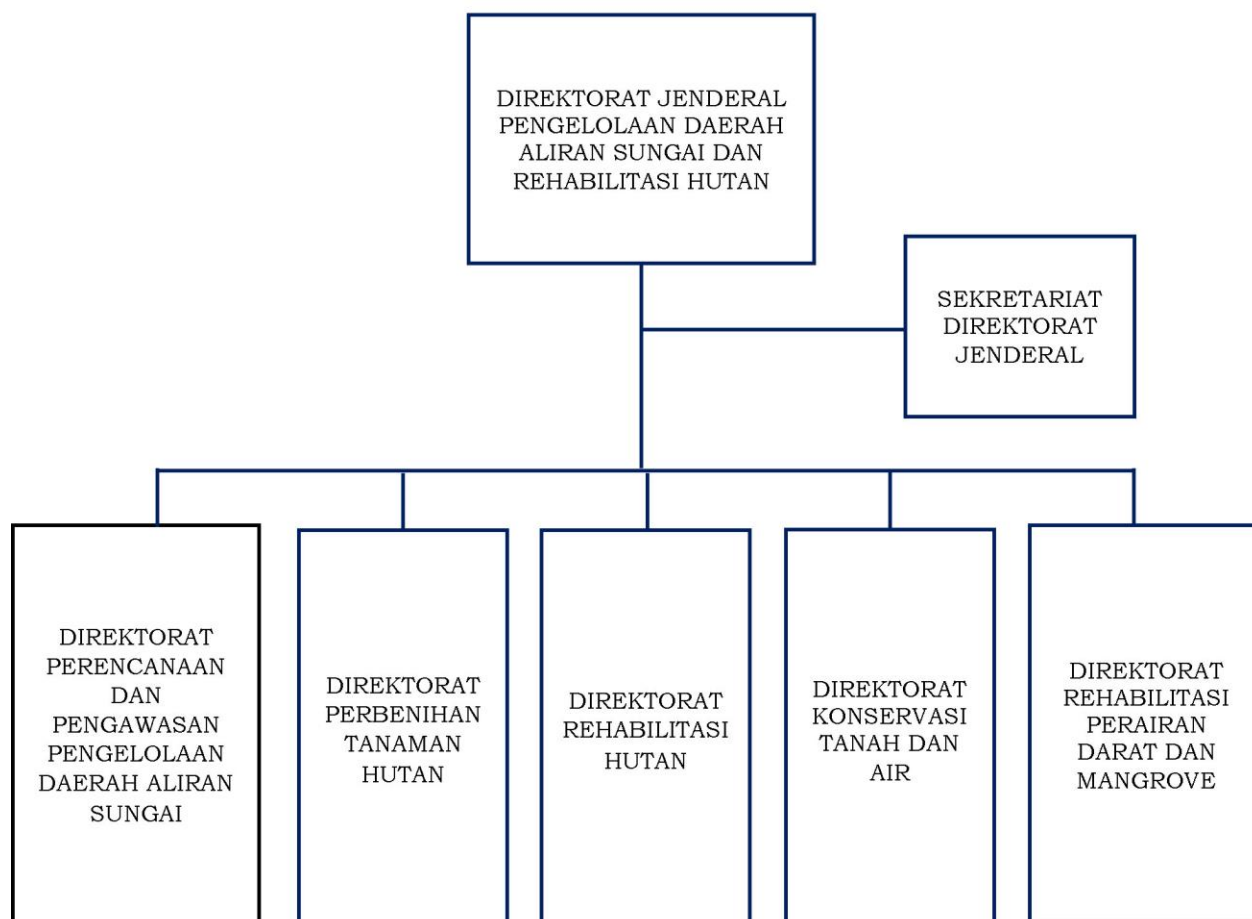 DIREKTORAT JENDERAL
PENGELOLAAN DAERAH
ALIRAN SUNGAI DAN
REHABILITASI HUTAN
SEKRETARIAT
DIREKTORAT
JENDERAL
DIREKTORAT
PERENCANAAN
DAN
PENGAWASAN
PENGELOLAAN
DAERAH ALIRAN
SUNGAI
DIREKTORAT
PERBENIHAN
TANAMAN
HUTAN
DIREKTORAT
REHABILITASI
HUTAN
DIREKTORAT
KONSERVASI
TANAH DAN
AIR
DIREKTORAT
REHABILITASI
PERAIRAN
DARAT DAN
MANGROVE